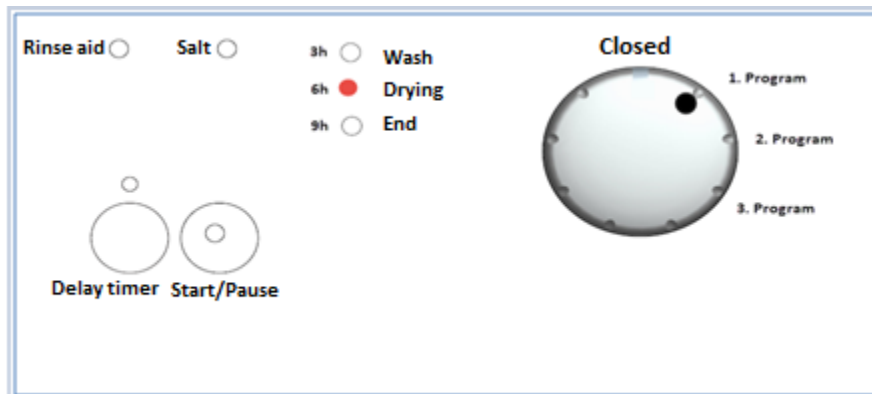 Rinse aid
Salt
3h Wash
6h Drying
9h End
Closed
1. Program
2. Program
3. Program
Delay timer
Start/Pause